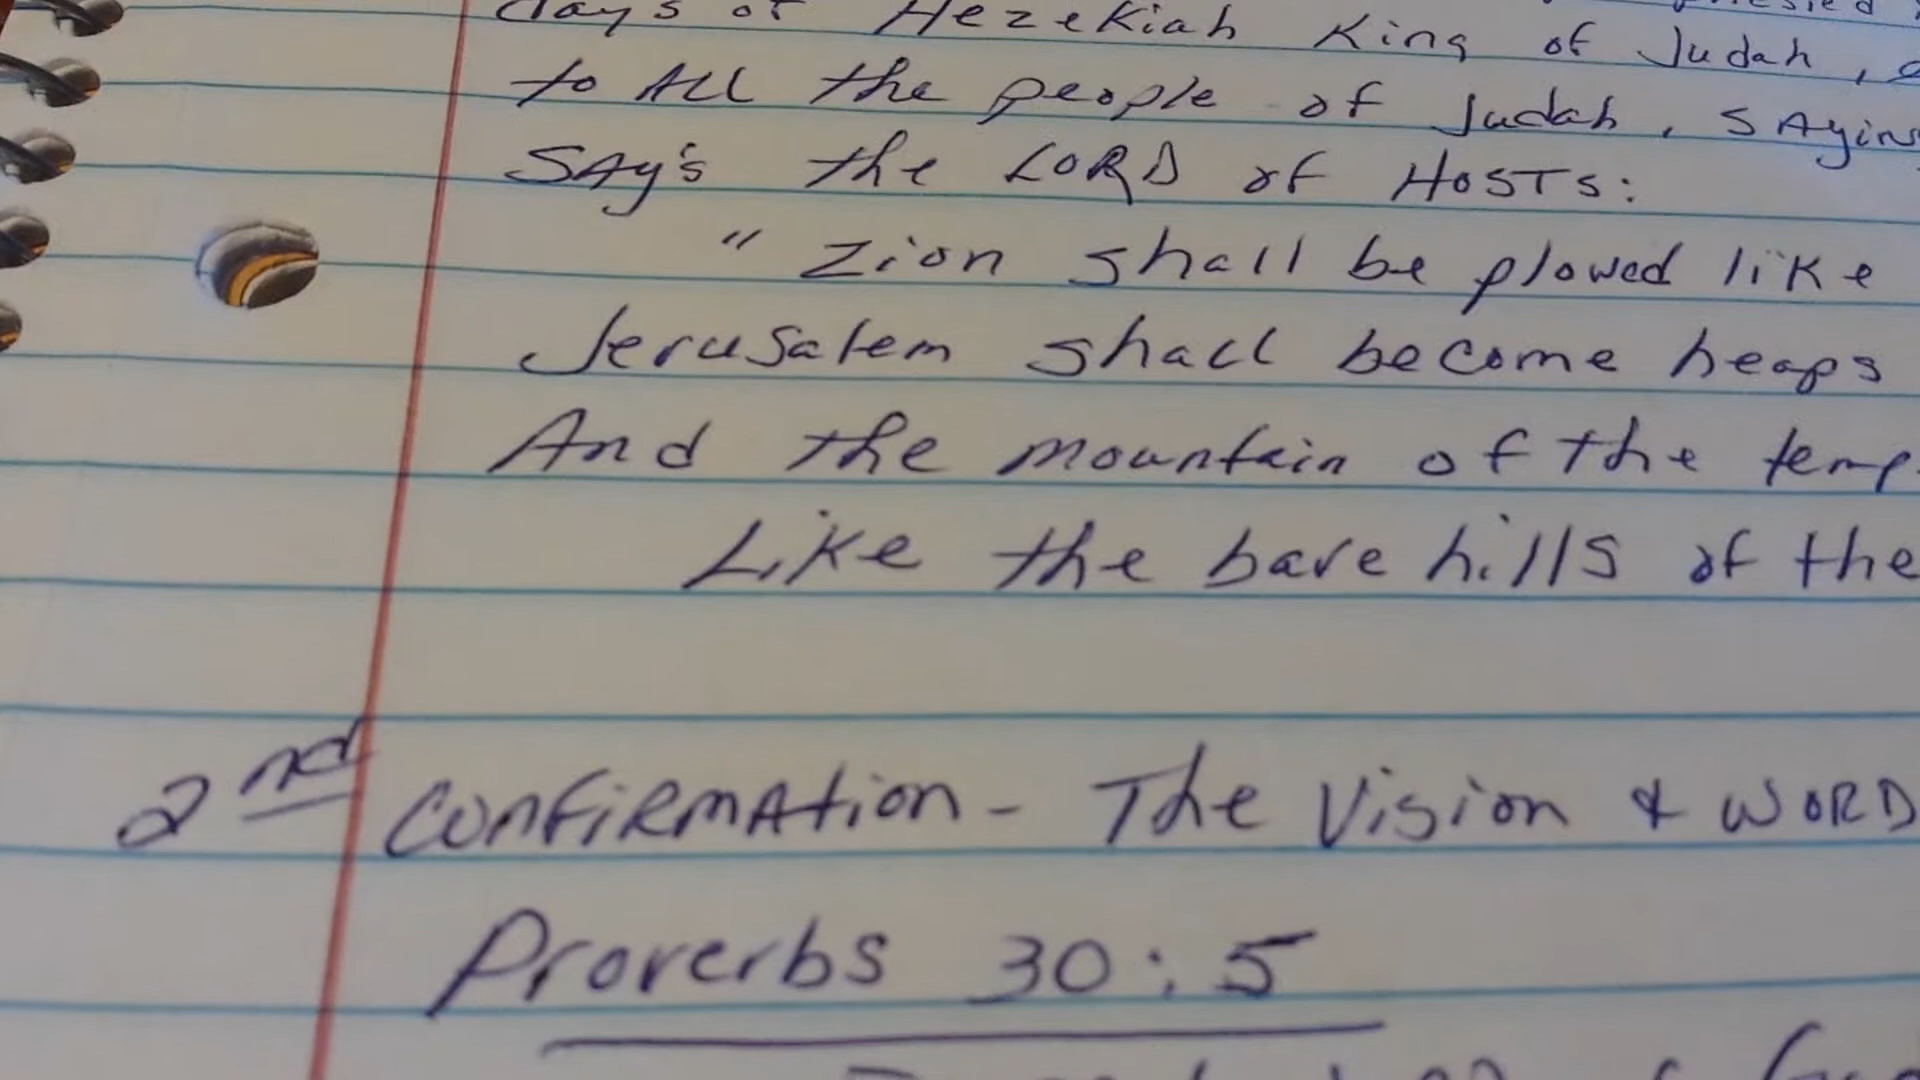 days of Hezekiah King of Judah,
to ALL the people of Judah, SAying
SAy's the LORD of HOSTS:
" Zion shall be plowed like
Jerusalem shall become heaps
And the mountain of the temp
Like the bare hills of the
2nd CONFIRMAtion - The Vision & WORD
Proverbs 30:5